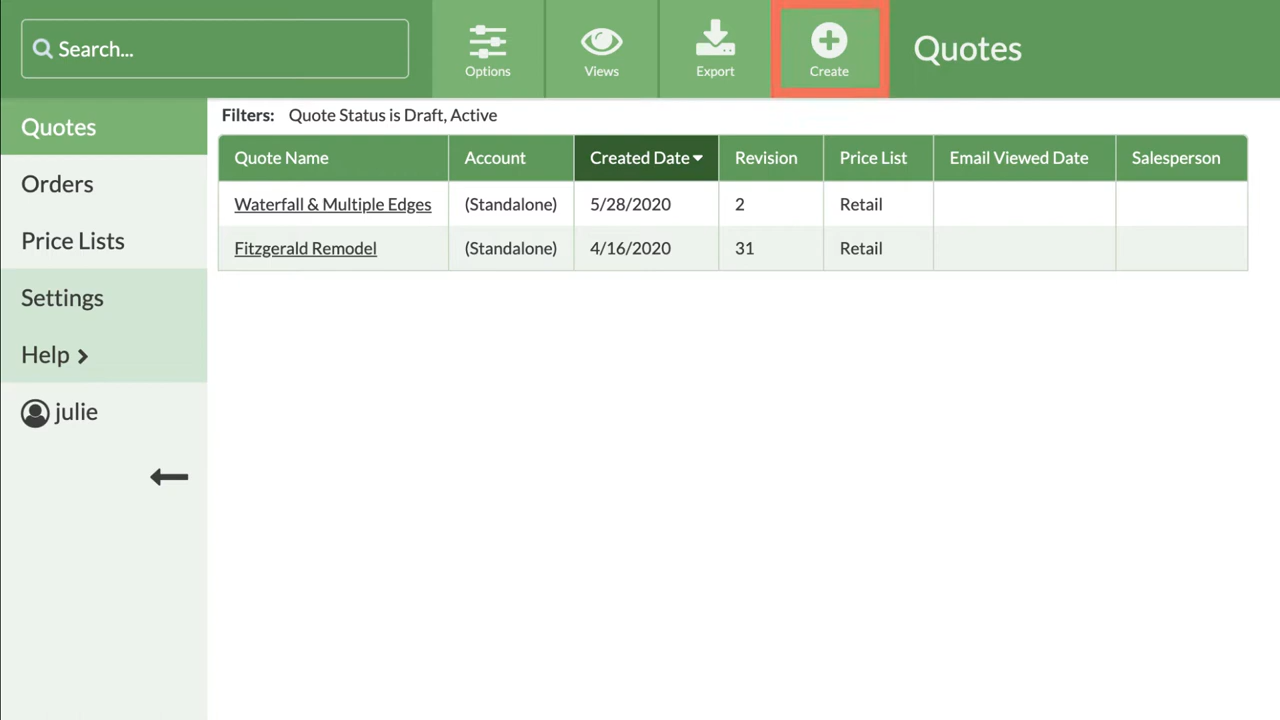 Search...
Options
Views
Export
Create
Quotes
Quotes
Orders
Price Lists
Settings
Help
julie
Filters: Quote Status is Draft, Active
Quote Name Account Created Date Revision Price List Email Viewed Date Salesperson
Waterfall & Multiple Edges (Standalone) 5/28/2020 2 Retail
Fitzgerald Remodel (Standalone) 4/16/2020 31 Retail